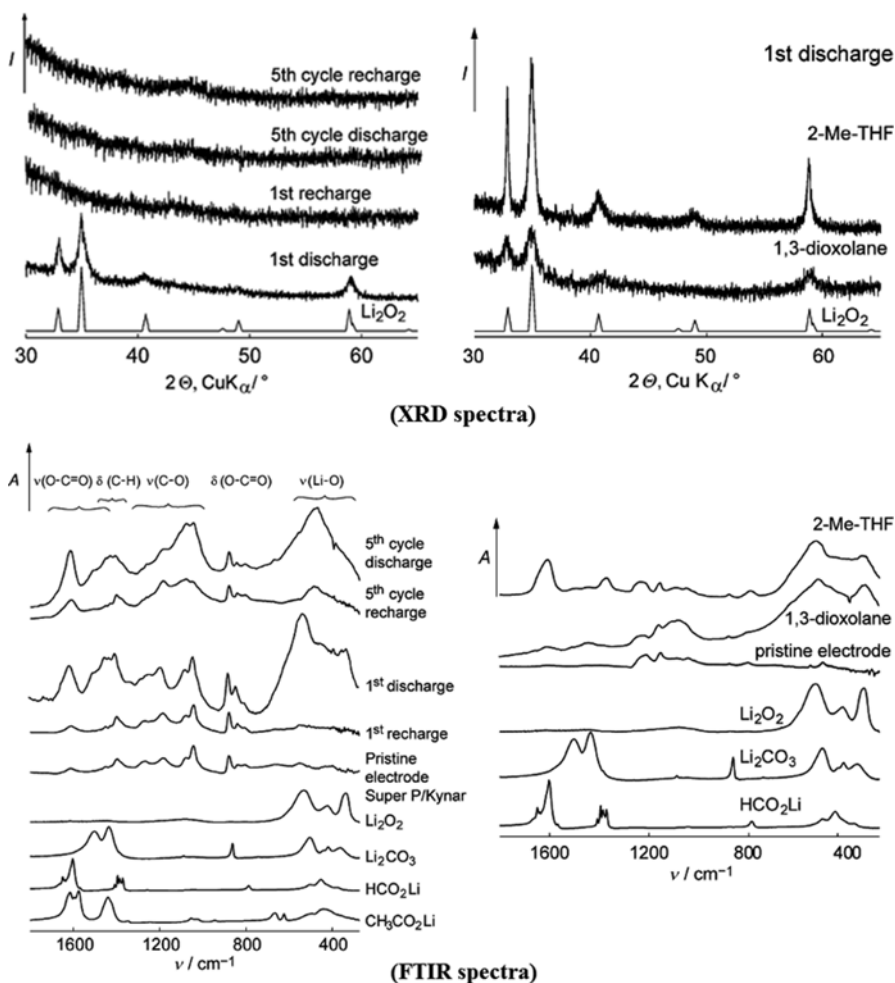 I
5th cycle recharge
5th cycle discharge
1st recharge
1st discharge
Li₂O₂
30 40 50 60
2 Θ, CuKα/ °
I
1st discharge
2-Me-THF
1,3-dioxolane
Li₂O₂
30 40 50 60
2 Θ, Cu Kα/ °
(XRD spectra)
A
ν(O-C=O) δ (C-H) ν(C-O) δ (O-C=O) ν(Li-O)
5th cycle
discharge
5th cycle
recharge
1st discharge
1st recharge
Pristine
electrode
Super P/Kynar
Li₂O₂
Li₂CO₃
HCO₂Li
CH₃CO₂Li
1600 1200 800 400
ν / cm⁻¹
A
2-Me-THF
1,3-dioxolane
pristine electrode
Li₂O₂
Li₂CO₃
HCO₂Li
1600 1200 800 400
ν / cm⁻¹
(FTIR spectra)